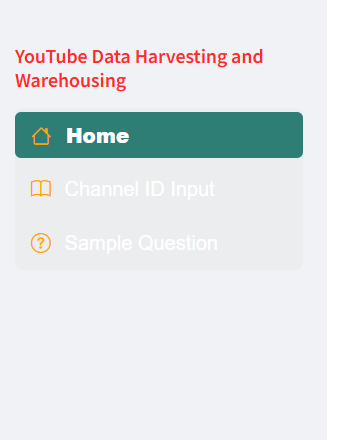 YouTube Data Harvesting and
Warehousing
Home
Channel ID Input
Sample Question